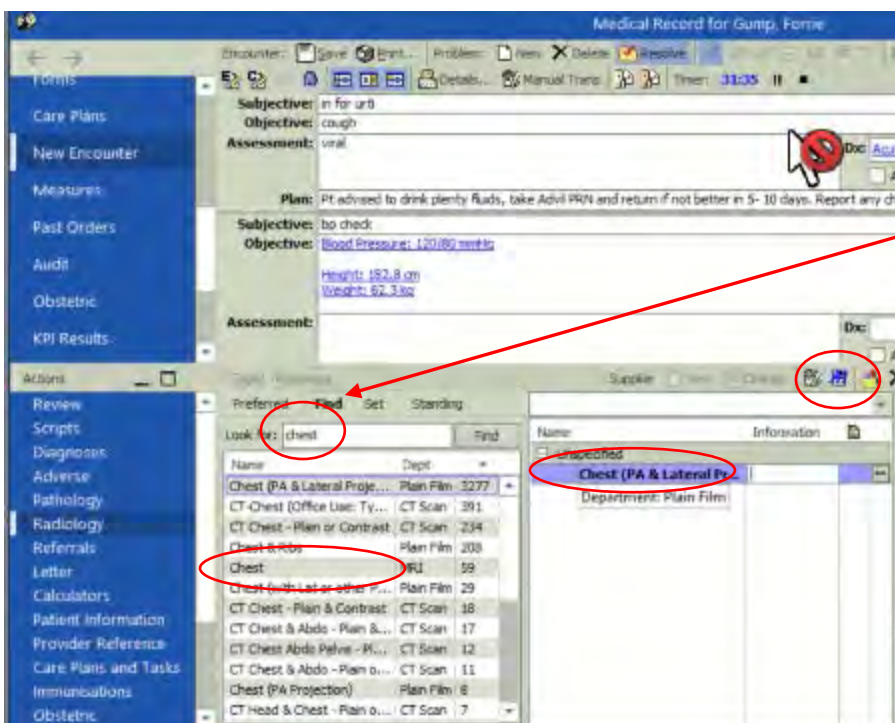 Medical Record for Gump, Forrie
Encounter: Save Print... Problem: New Delete Resolve
Details... Manual Trans Timer: 31:35
Forms
Care Plans
New Encounter
Measures
Past Orders
Audit
Obstetric
KPI Results
Subjective: in for urti
Objective: cough
Assessment: viral
Dx:
Plan: Pt advised to drink plenty fluids, take Advil PRN and return if not better in 5- 10 days. Report any ch
Subjective: bp check
Objective: Blood Pressure: 120/80 mmHg
Height: 182.8 cm
Weight: 62.3 kg
Assessment:
Dx:
Actions
Review
Scripts
Diagnoses
Adverse
Pathology
Radiology
Referrals
Letter
Calculators
Patient Information
Provider Reference
Care Plans and Tasks
Immunisations
Obstetric
Supplier
Preferred Find Set Standing
Look for: chest Find
Name Dept
Chest (PA & Lateral Proje... Plain Film 3277
CT-Chest (Office Use: Ty... CT Scan 391
CT Chest - Plain or Contrast CT Scan 234
Chest & Ribs Plain Film 208
Chest MRI 59
Chest (with Lat or other P... Plain Film 29
CT Chest - Plain & Contrast CT Scan 18
CT Chest & Abdo - Plain &... CT Scan 17
CT Chest Abdo Pelve - Pl... CT Scan 12
CT Chest & Abdo - Plain o... CT Scan 11
Chest (PA Projection) Plain Film 8
CT Head & Chest - Plain o... CT Scan 7
Name Information
Unspecified
Chest (PA & Lateral Pr...
Department: Plain Film